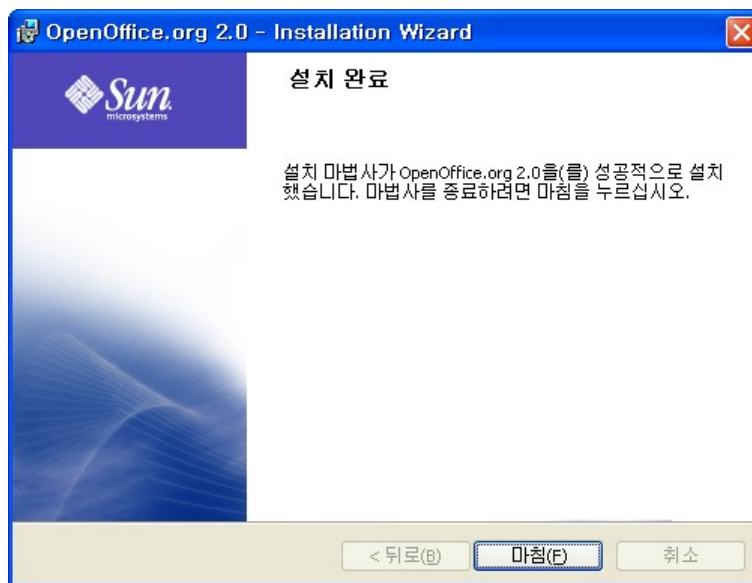 OpenOffice.org 2.0 - Installation Wizard
Sun
microsystems
설치 완료
설치 마법사가 OpenOffice.org 2.0을(를) 성공적으로 설치
했습니다. 마법사를 종료하려면 마침을 누르십시오.
< 뒤로(B) 마침(F) 취소